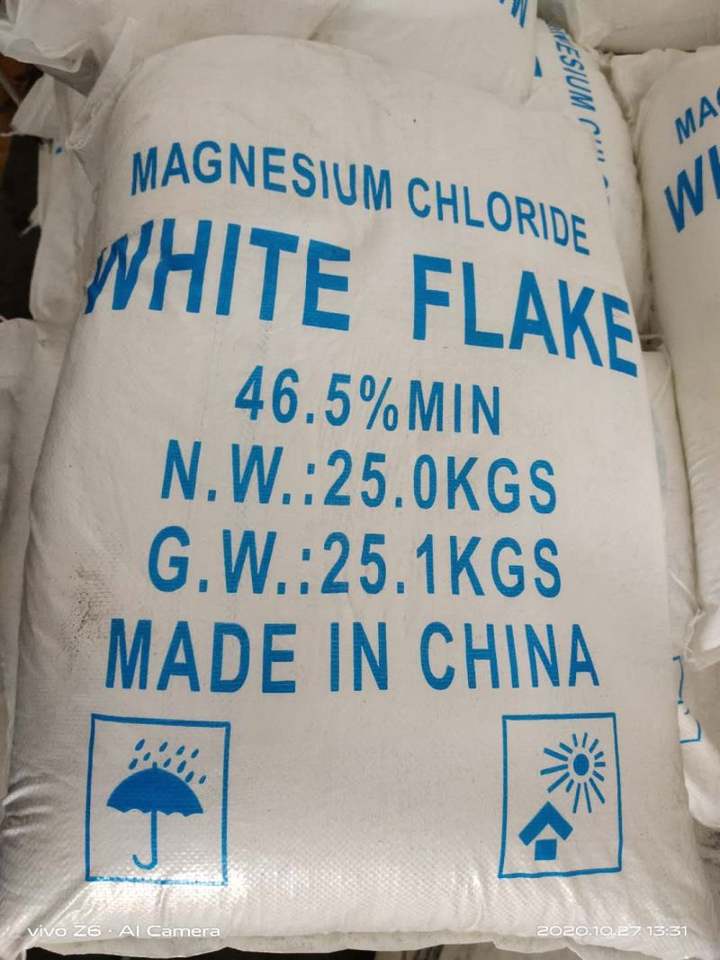 MAGNESIUM CHLORIDE
WHITE FLAKE
46.5%MIN
N.W.:25.0KGS
G.W.:25.1KGS
MADE IN CHINA
vivo Z6 · AI Camera
2020.10.27 13:31